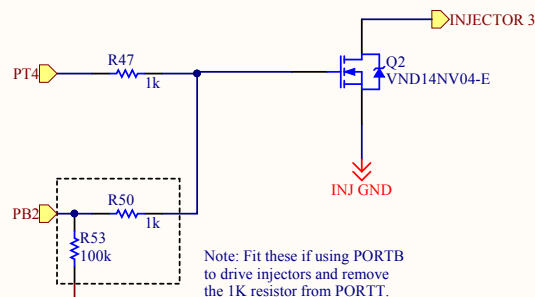 INJECTOR 3
R47
PT4
1k
Q2
VND14NV04-E
INJ GND
R50
PB2
1k
R53
100k
Note: Fit these if using PORTB
to drive injectors and remove
the 1K resistor from PORTT.